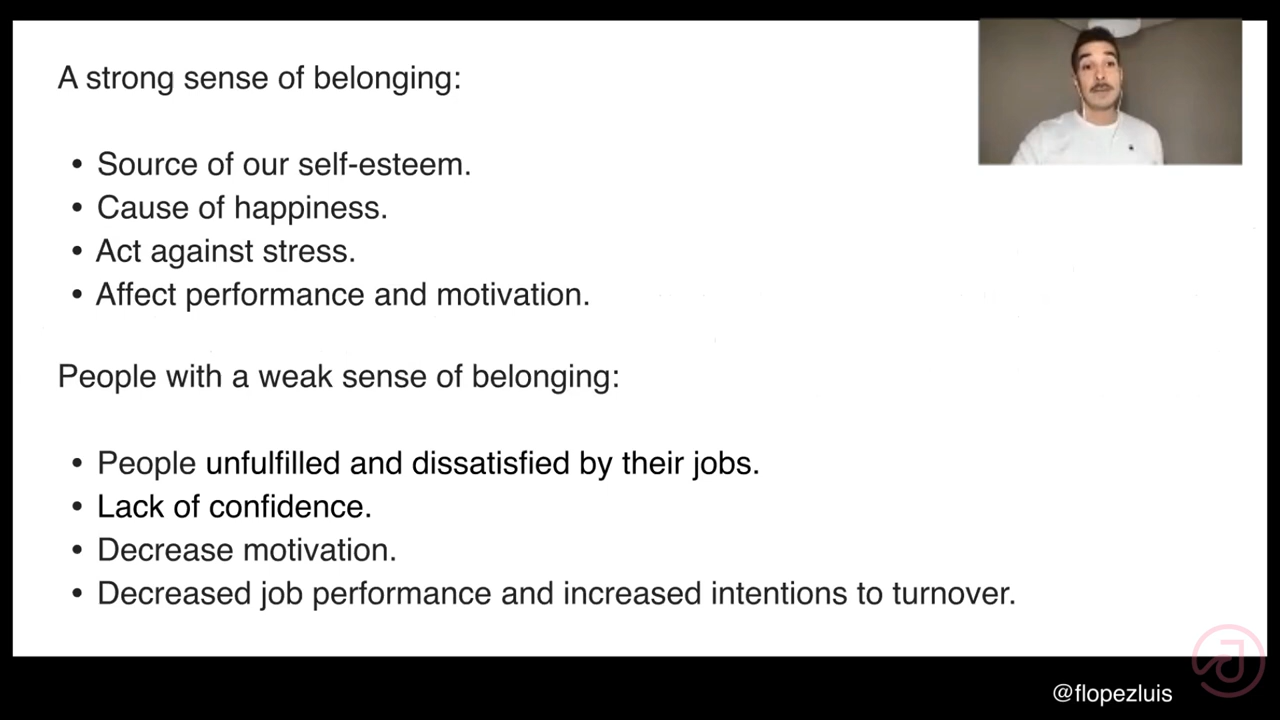 A strong sense of belonging:
• Source of our self-esteem.
• Cause of happiness.
• Act against stress.
• Affect performance and motivation.
People with a weak sense of belonging:
• People unfulfilled and dissatisfied by their jobs.
• Lack of confidence.
• Decrease motivation.
• Decreased job performance and increased intentions to turnover.
@flopezluis